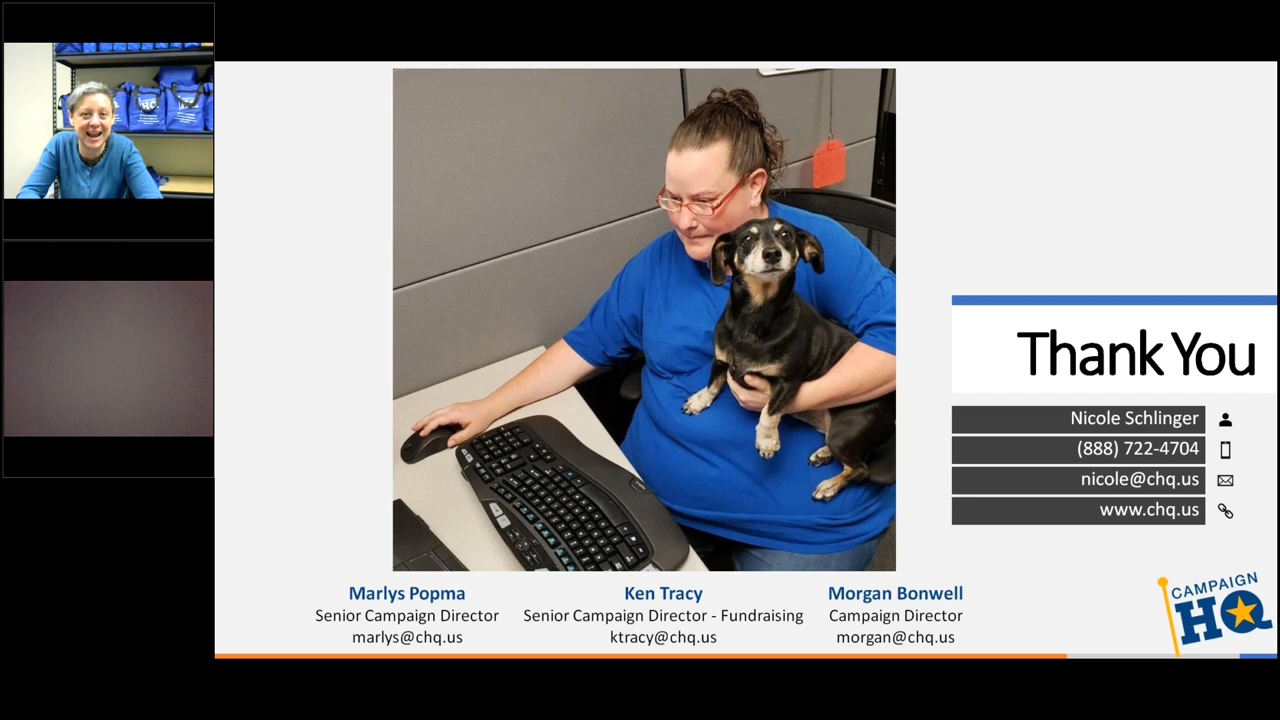 HQ
Thank You
Nicole Schlinger
(888) 722-4704
nicole@chq.us
www.chq.us
Marlys Popma
Senior Campaign Director
marlys@chq.us
Ken Tracy
Senior Campaign Director - Fundraising
ktracy@chq.us
Morgan Bonwell
Campaign Director
morgan@chq.us
CAMPAIGN
HQ